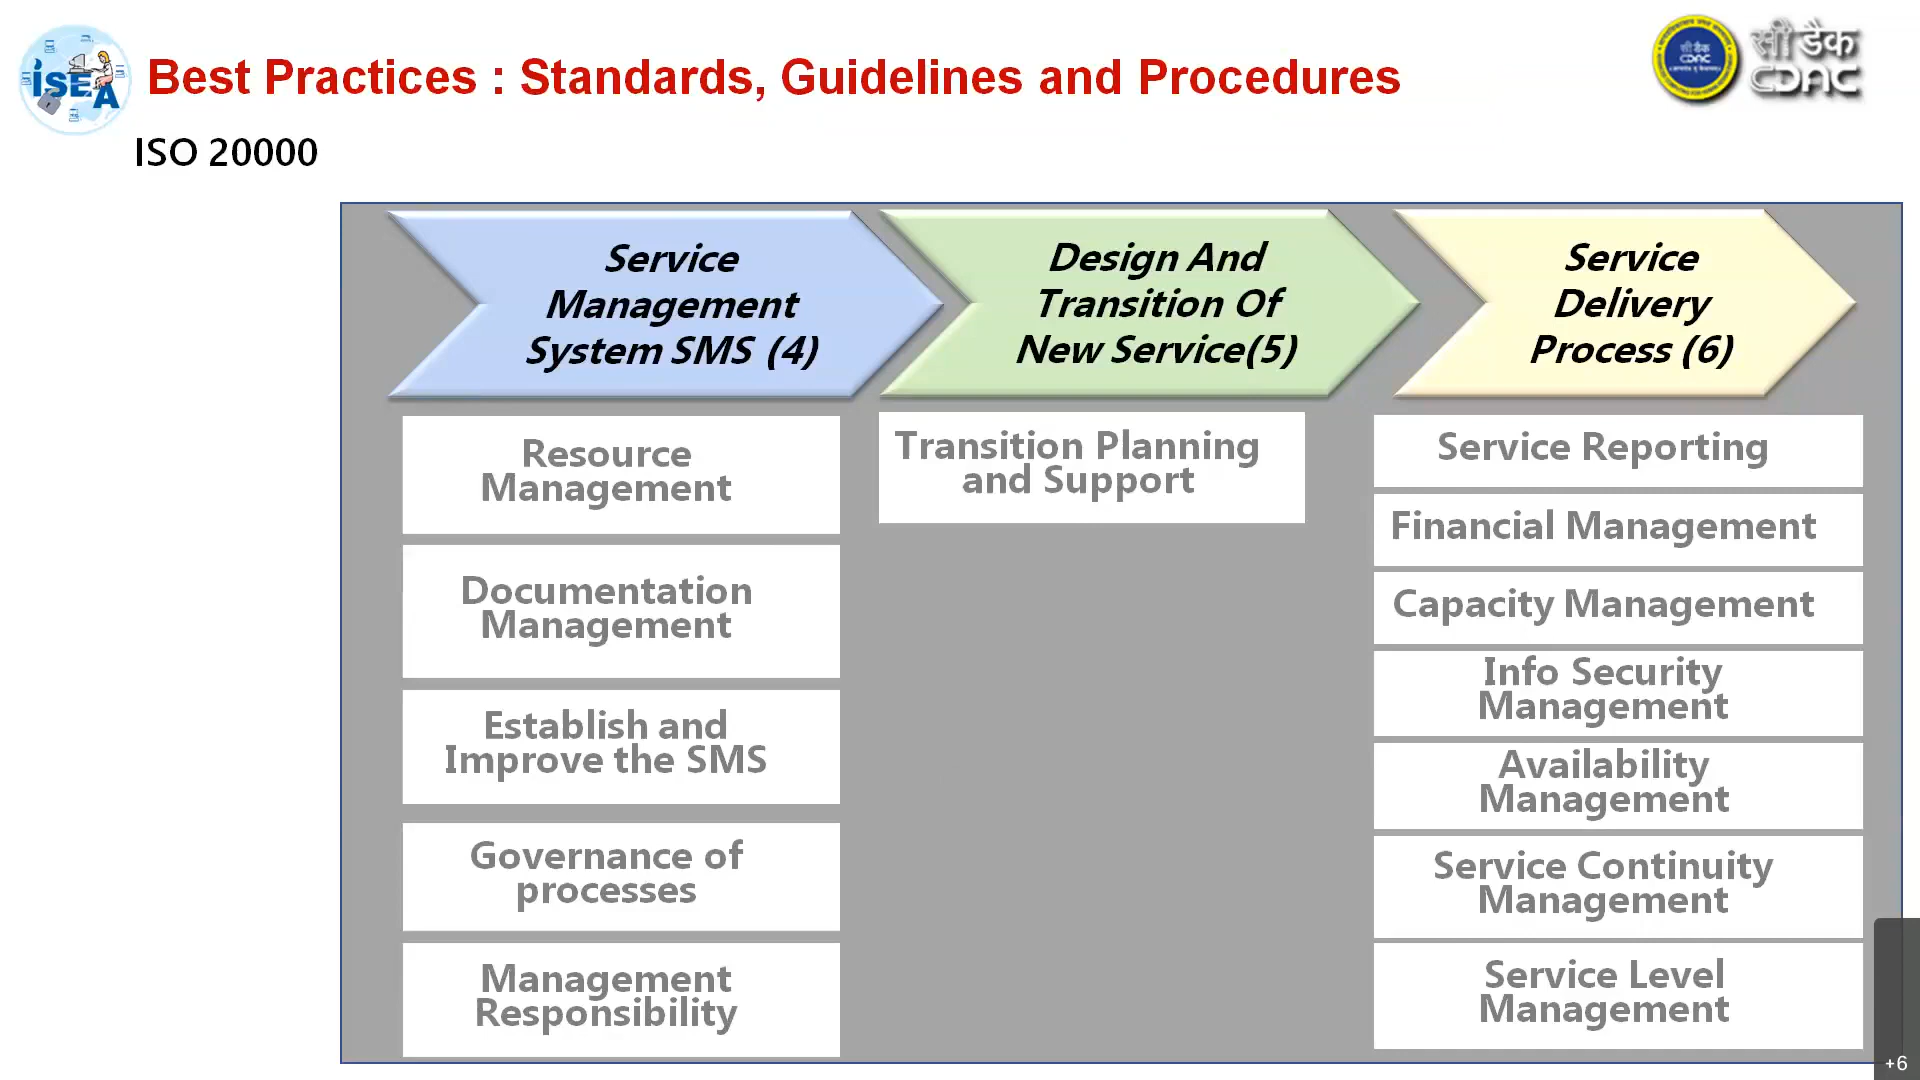 iSEA
Best Practices : Standards, Guidelines and Procedures
सी डैक
CDAC
सी डैक
CDAC
ISO 20000
Service
Management
System SMS (4)
Design And
Transition Of
New Service(5)
Service
Delivery
Process (6)
Resource
Management
Documentation
Management
Establish and
Improve the SMS
Governance of
processes
Management
Responsibility
Transition Planning
and Support
Service Reporting
Financial Management
Capacity Management
Info Security
Management
Availability
Management
Service Continuity
Management
Service Level
Management
+6